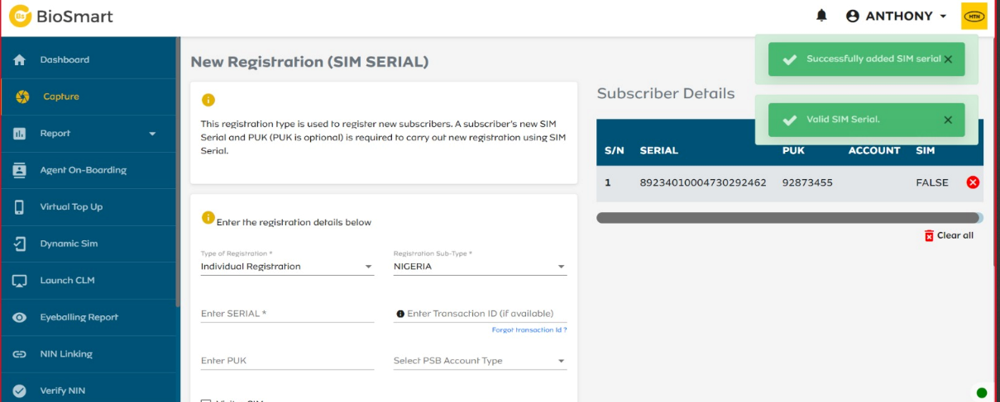 Bs BioSmart
ANTHONY
MTN
Dashboard
Capture
Report
Agent On-Boarding
Virtual Top Up
Dynamic Sim
Launch CLM
Eyeballing Report
NIN Linking
Verify NIN
New Registration (SIM SERIAL)
This registration type is used to register new subscribers. A subscriber's new SIM
Serial and PUK (PUK is optional) is required to carry out new registration using SIM
Serial.
Enter the registration details below
Type of Registration *
Individual Registration
Registration Sub-Type *
NIGERIA
Enter SERIAL *
Enter Transaction ID (if available)
Forgot transaction Id ?
Enter PUK
Select PSB Account Type
Successfully added SIM serial
Subscriber Details
Valid SIM Serial.
S/N SERIAL PUK ACCOUNT SIM
1 89234010004730292462 92873455 FALSE
Clear all